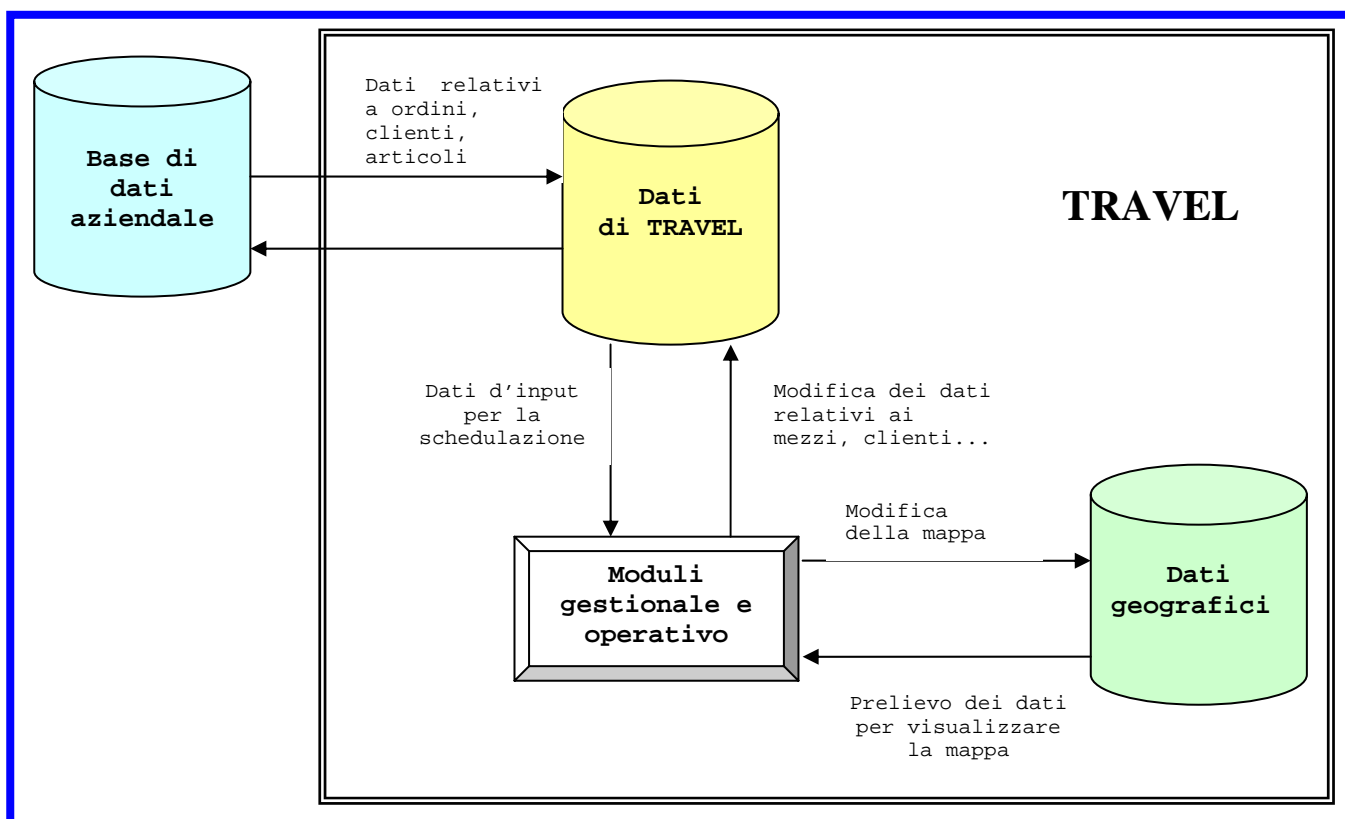 Dati relativi
a ordini,
clienti,
articoli
Base di
dati
aziendale
Dati
di TRAVEL
TRAVEL
Dati d'input
per la
schedulazione
Modifica dei dati
relativi ai
mezzi, clienti...
Modifica
della mappa
Moduli
gestionale e
operativo
Dati
geografici
Prelievo dei dati
per visualizzare
la mappa